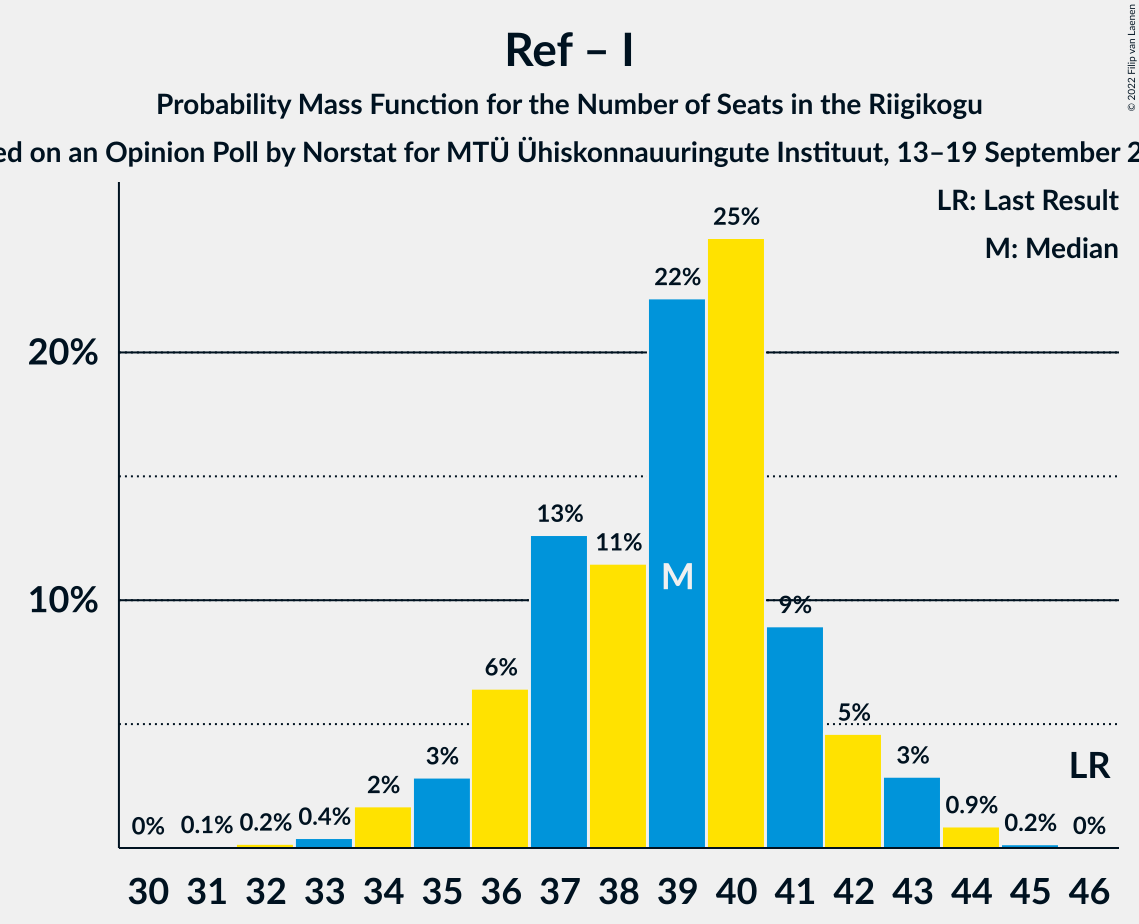 Ref – I
Probability Mass Function for the Number of Seats in the Riigikogu
ed on an Opinion Poll by Norstat for MTÜ Ühiskonnauuringute Instituut, 13–19 September 2
© 2022 Filip van Laenen
LR: Last Result
M: Median
25%
22%
20%
13%
11%
M
10%
9%
6%
5%
3%
3%
LR
2%
0.9%
0% 0.1% 0.2% 0.4% 0.2% 0%
30 31 32 33 34 35 36 37 38 39 40 41 42 43 44 45 46